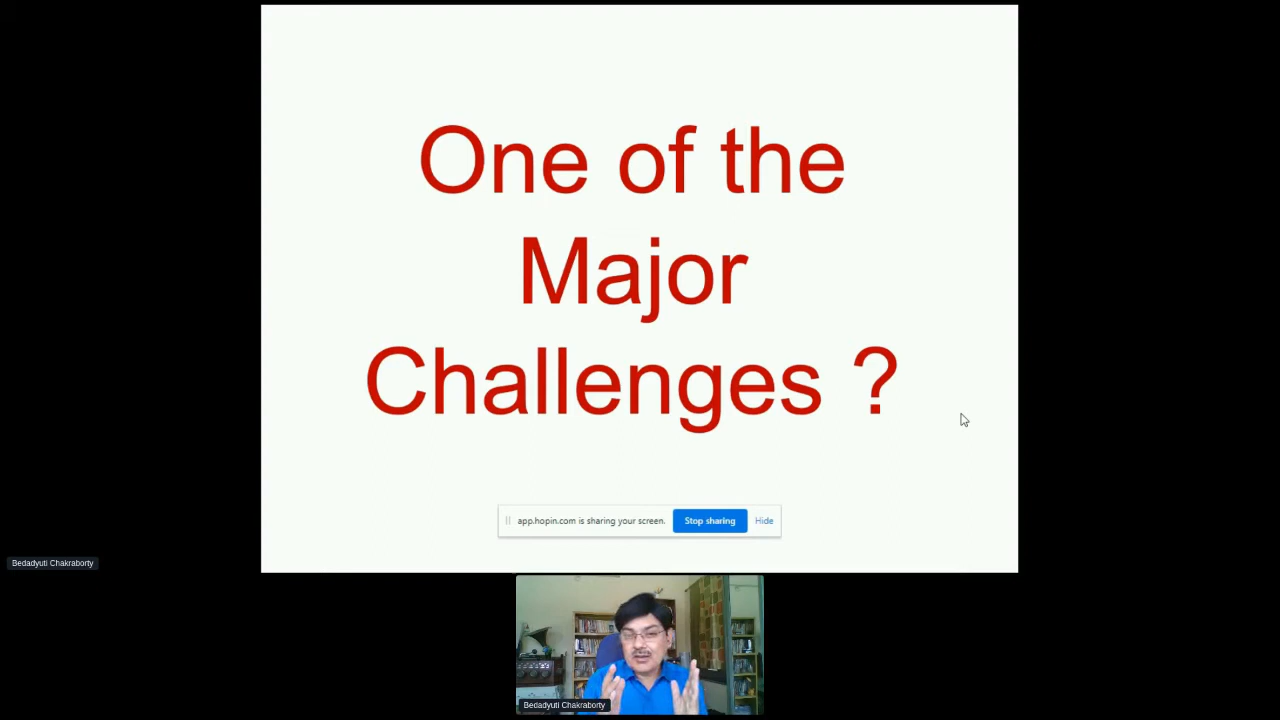 One of the
Major
Challenges ?
app.hopin.com is sharing your screen. Stop sharing Hide
Bedadyuti Chakraborty
Bedadyuti Chakraborty